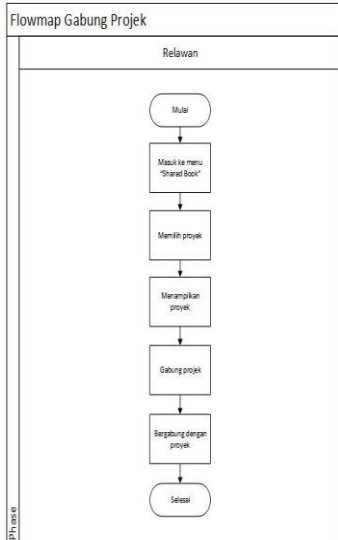 Flowmap Gabung Projek
Relawan
Mulai
Masuk ke menu
"Shared Book"
Memilih proyek
Menampilkan
proyek
Gabung projek
Bergabung dengan
proyek
Selesai
Phase